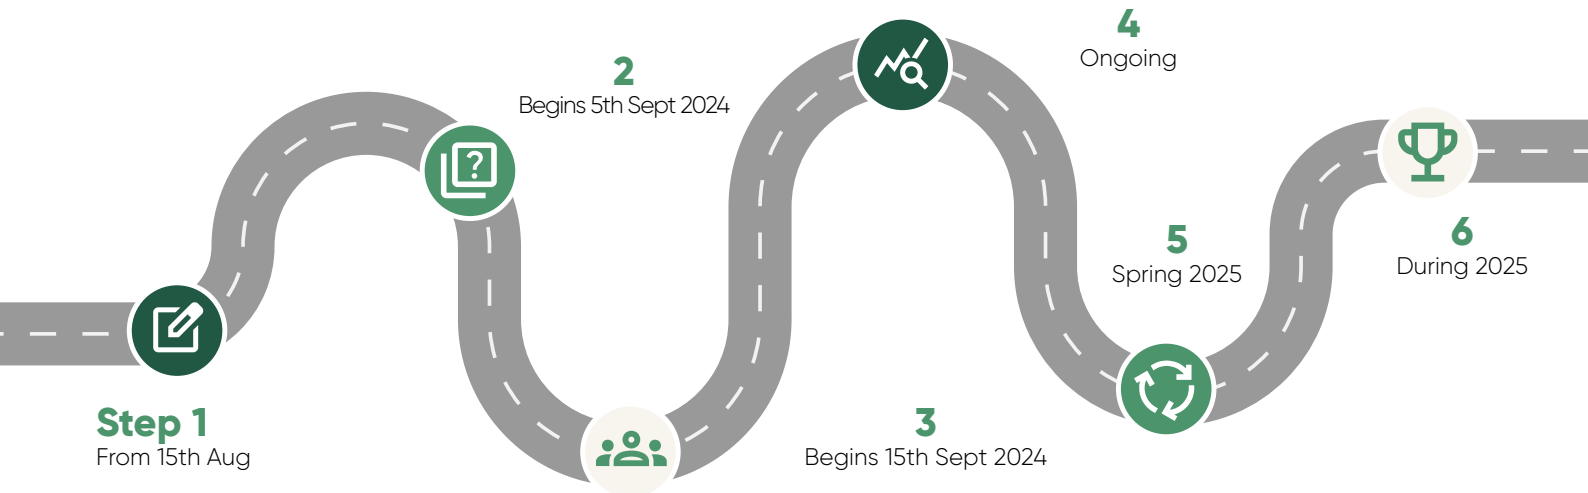 Step 1
From 15th Aug
2
Begins 5th Sept 2024
3
Begins 15th Sept 2024
4
Ongoing
5
Spring 2025
6
During 2025
?